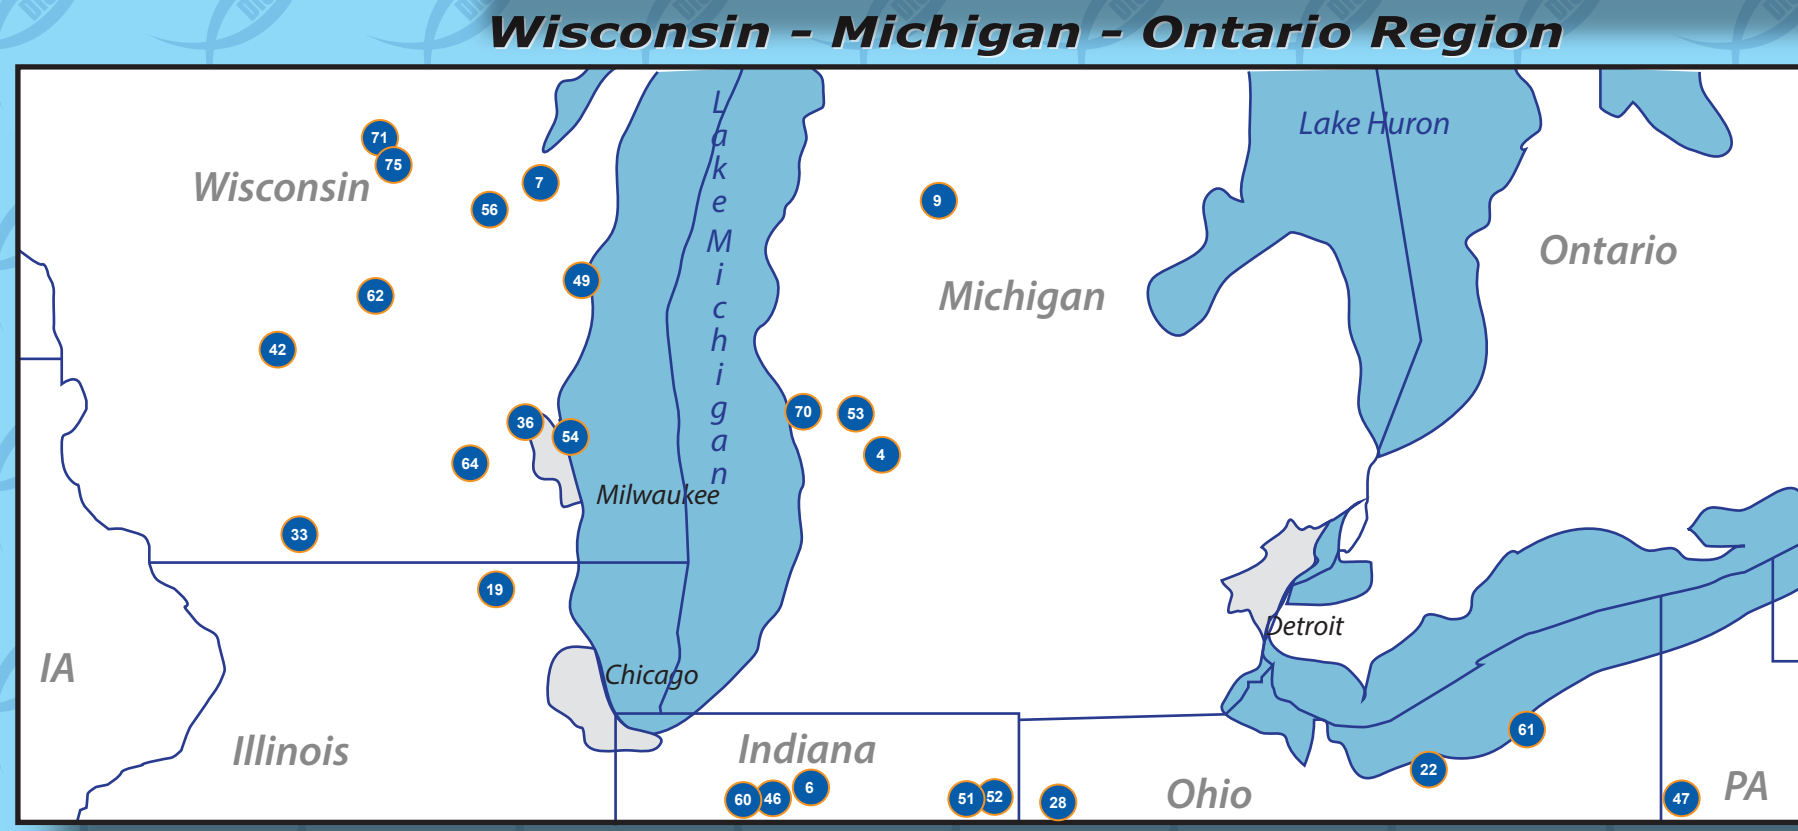 Wisconsin – Michigan – Ontario Region
Lake Michigan
Lake Huron
71
75
Wisconsin
7
56
9
Ontario
49
62
Michigan
42
70
53
36
54
4
64
Milwaukee
33
19
Detroit
IA
Chicago
Illinois
Indiana
61
22
6
60
46
51
52
28
Ohio
47
PA